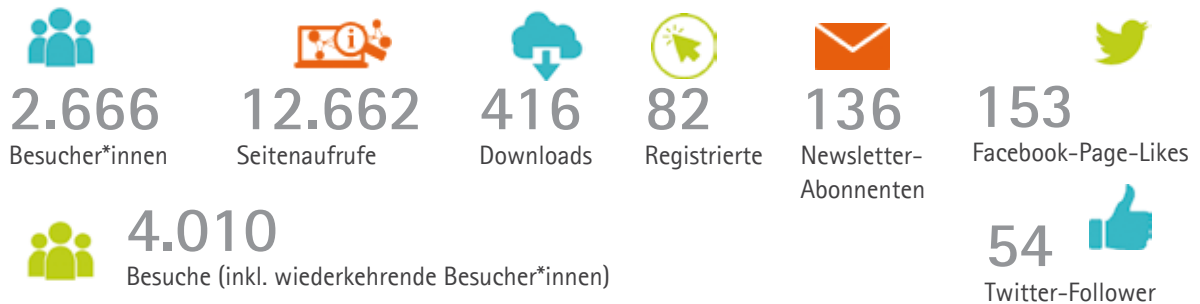 2.666
Besucher*innen
12.662
Seitenaufrufe
416
Downloads
82
Registrierte
136
Newsletter-
Abonnenten
153
Facebook-Page-Likes
4.010
Besuche (inkl. wiederkehrende Besucher*innen)
54
Twitter-Follower